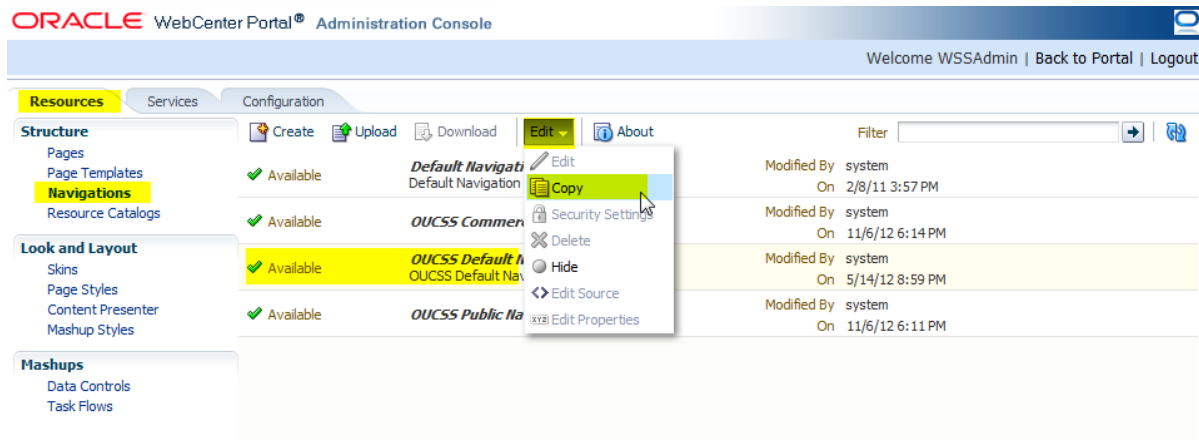 ORACLE WebCenter Portal® Administration Console
Welcome WSSAdmin | Back to Portal | Logout
Resources Services Configuration
Structure
Pages
Page Templates
Navigations
Resource Catalogs
Look and Layout
Skins
Page Styles
Content Presenter
Mashup Styles
Mashups
Data Controls
Task Flows
Create Upload Download Edit About Filter
Available Default Navigati Modified By system
Default Navigation On 2/8/11 3:57 PM
Available OUCSS Commer Modified By system
On 11/6/12 6:14 PM
Available OUCSS Default N Modified By system
OUCSS Default Nav On 5/14/12 8:59 PM
Available OUCSS Public Na Modified By system
On 11/6/12 6:11 PM
Edit
Copy
Security Settings
Delete
Hide
Edit Source
XYZ Edit Properties